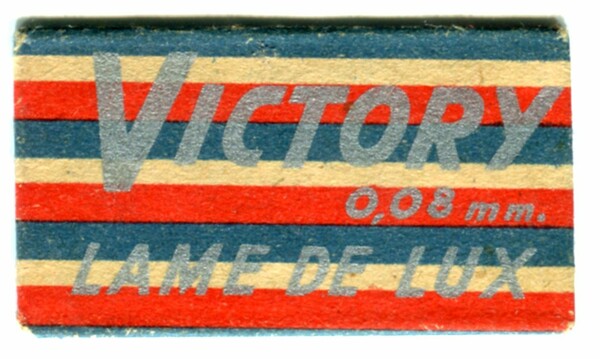 VICTORY
0,08 mm.
LAME DE LUX